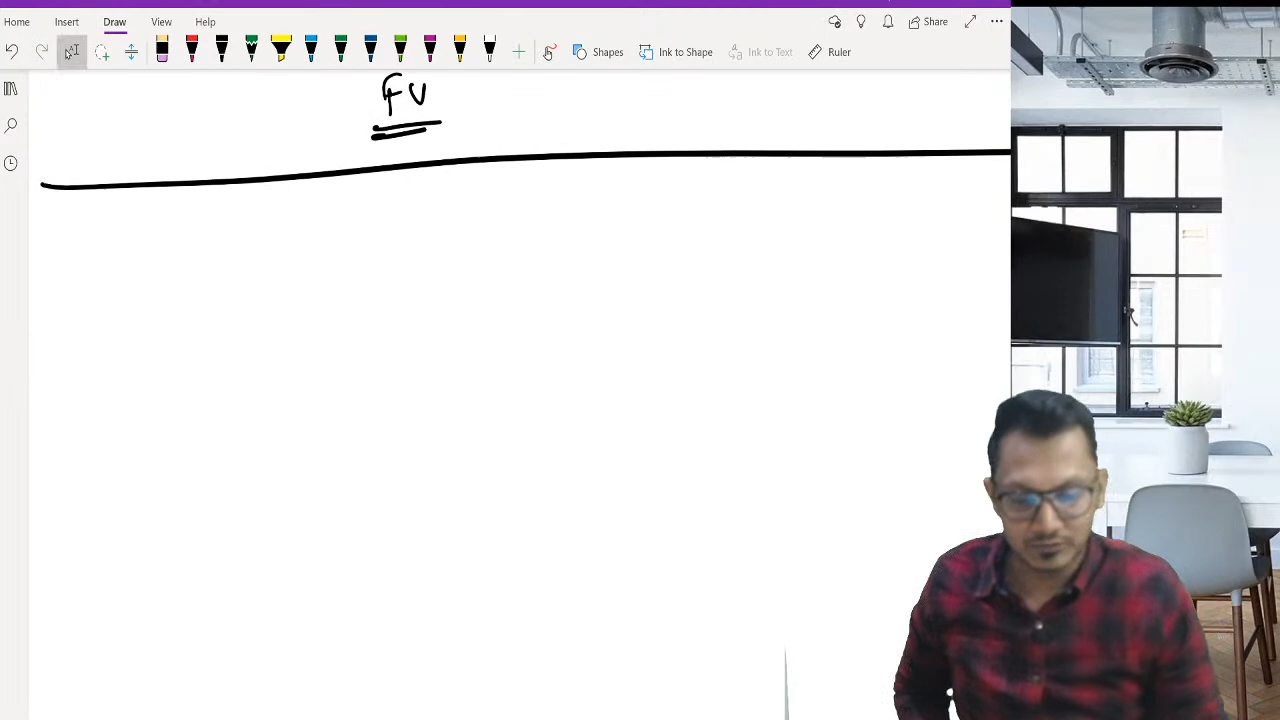 Home Insert Draw View Help Share
Shapes Ink to Shape Ink to Text Ruler
FV